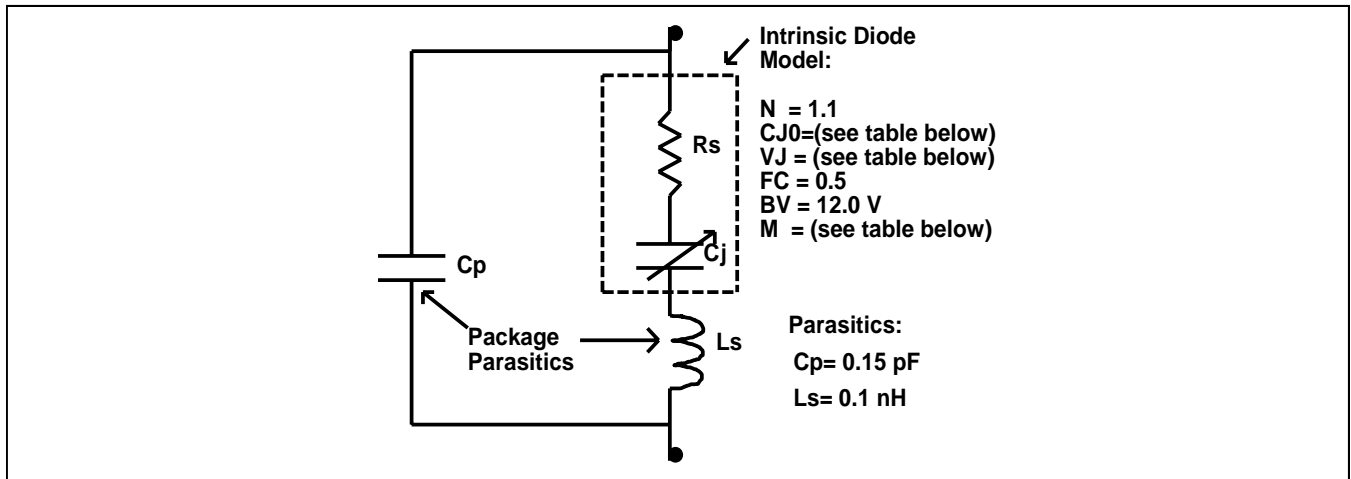 Intrinsic Diode
Model:
N = 1.1
CJ0=(see table below)
VJ = (see table below)
FC = 0.5
BV = 12.0 V
M = (see table below)
Rs
Cj
Cp
Package
Parasitics
Ls
Parasitics:
Cp= 0.15 pF
Ls= 0.1 nH